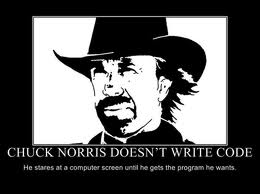 CHUCK NORRIS DOESN'T WRITE CODE
He stares at a computer screen until he gets the program he wants.